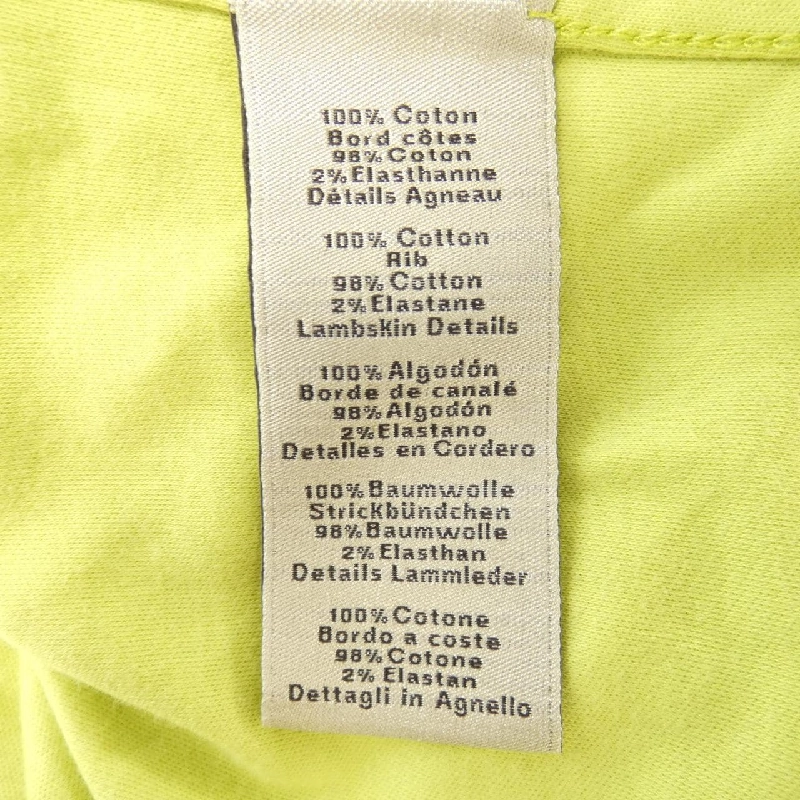 100% Coton
Bord côtes
98% Coton
2% Elasthanne
Détails Agneau
100% Cotton
Rib
98% Cotton
2% Elastane
Lambskin Details
100% Algodón
Borde de canalé
98% Algodón
2% Elastano
Detalles en Cordero
100% Baumwolle
Strickbündchen
98% Baumwolle
2% Elasthan
Details Lammleder
100% Cotone
Bordo a coste
98% Cotone
2% Elastan
Dettagli in Agnello